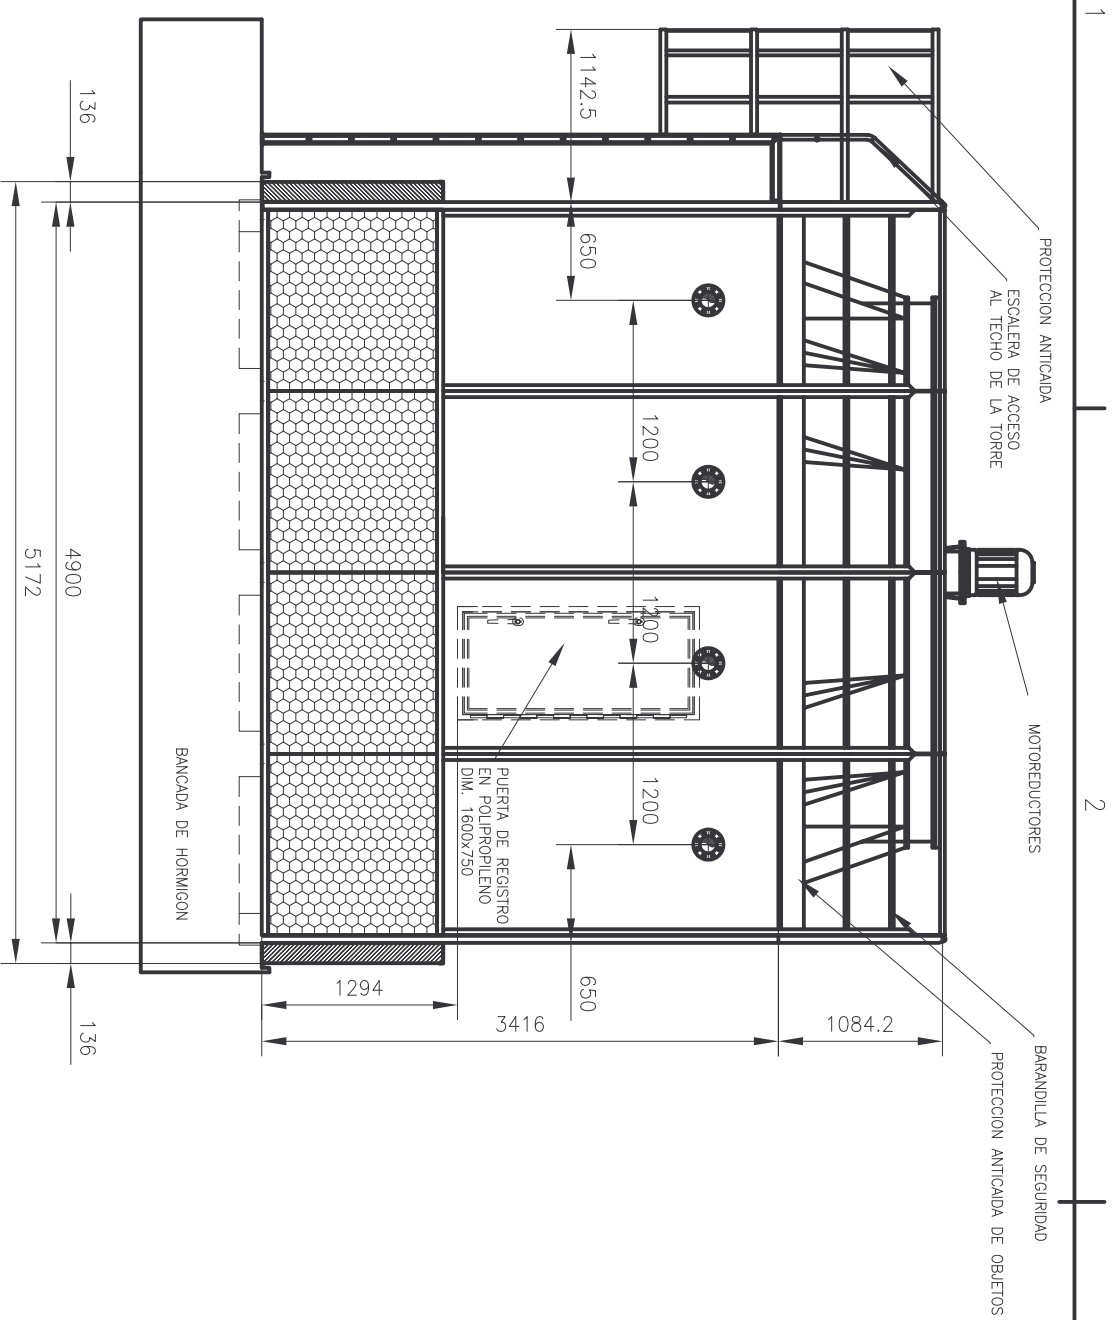 1
2
PROTECCION ANTICAIDA
ESCALERA DE ACCESO
AL TECHO DE LA TORRE
MOTOREDUCTORES
BARANDILLA DE SEGURIDAD
PROTECCION ANTICAIDA DE OBJETOS
1142.5
650
1200
1200
1200
650
PUERTA DE REGISTRO
EN POLIPROPILENO
DIM. 1600x750
1084.2
3416
1294
BANCADA DE HORMIGON
136
4900
136
5172